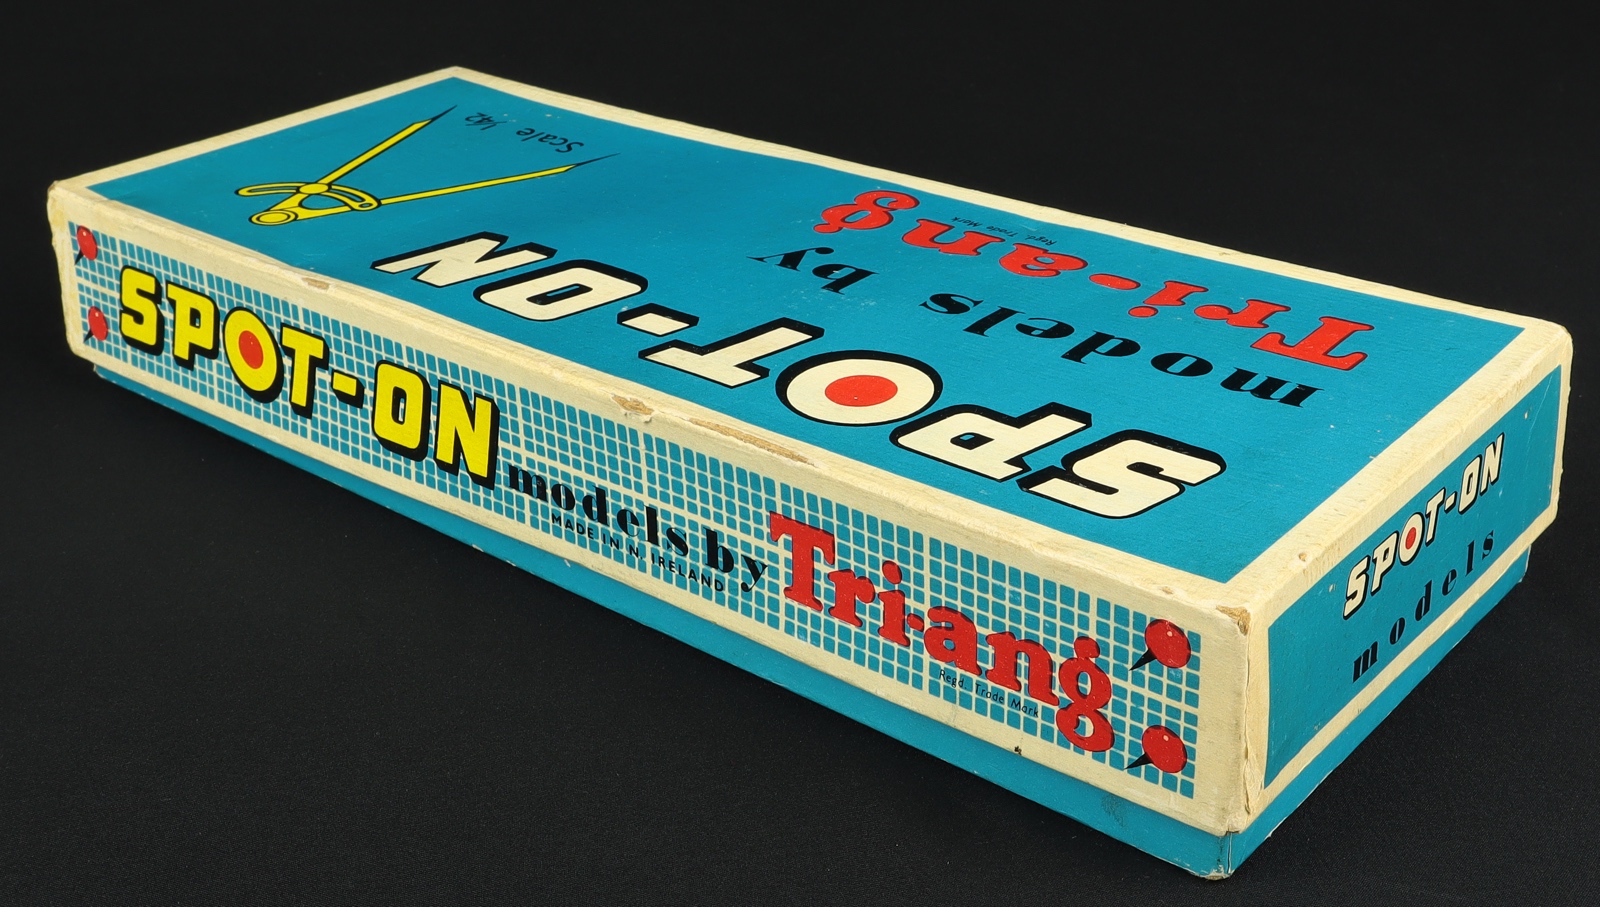 Scale 1/42
SPOT-ON
models by
Tri-ang
Regd. Trade Mark
SPOT-ON models by Tri-ang
MADE IN N. IRELAND
Regd. Trade Mark
SPOT-ON
models